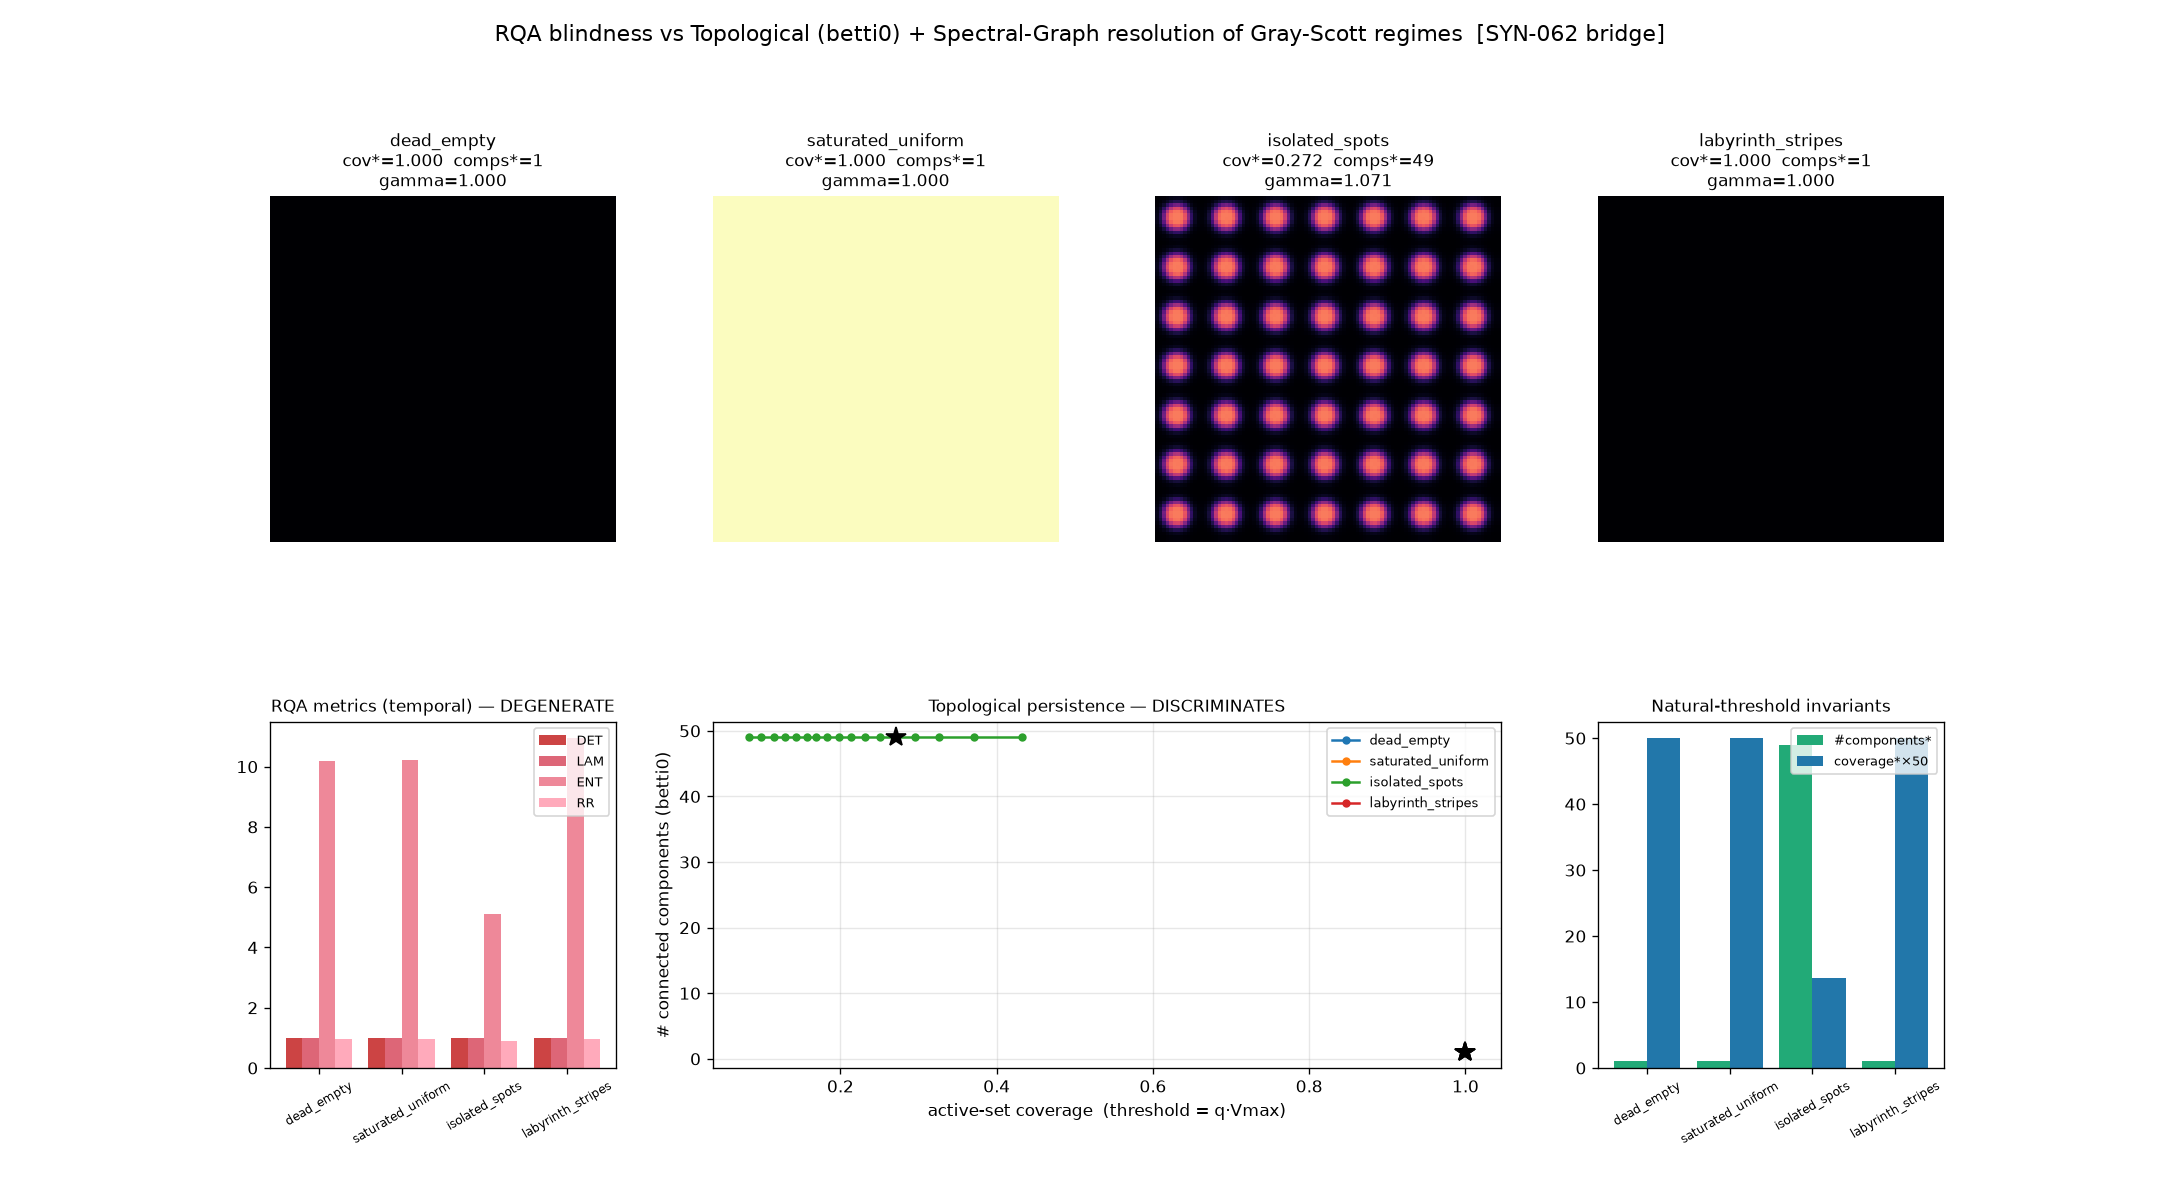 RQA blindness vs Topological (betti0) + Spectral-Graph resolution of Gray-Scott regimes  [SYN-062 bridge]
dead_empty
cov*=1.000  comps*=1
gamma=1.000
saturated_uniform
cov*=1.000  comps*=1
gamma=1.000
isolated_spots
cov*=0.272  comps*=49
gamma=1.071
labyrinth_stripes
cov*=1.000  comps*=1
gamma=1.000
RQA metrics (temporal) — DEGENERATE
DET
LAM
ENT
RR
10
8
6
4
2
0
dead_empty
saturated_uniform
isolated_spots
labyrinth_stripes
Topological persistence — DISCRIMINATES
# connected components (betti0)
50
40
30
20
10
0
dead_empty
saturated_uniform
isolated_spots
labyrinth_stripes
0.2
0.4
0.6
0.8
1.0
active-set coverage  (threshold = q·Vmax)
Natural-threshold invariants
#components*
coverage*×50
50
40
30
20
10
0
dead_empty
saturated_uniform
isolated_spots
labyrinth_stripes